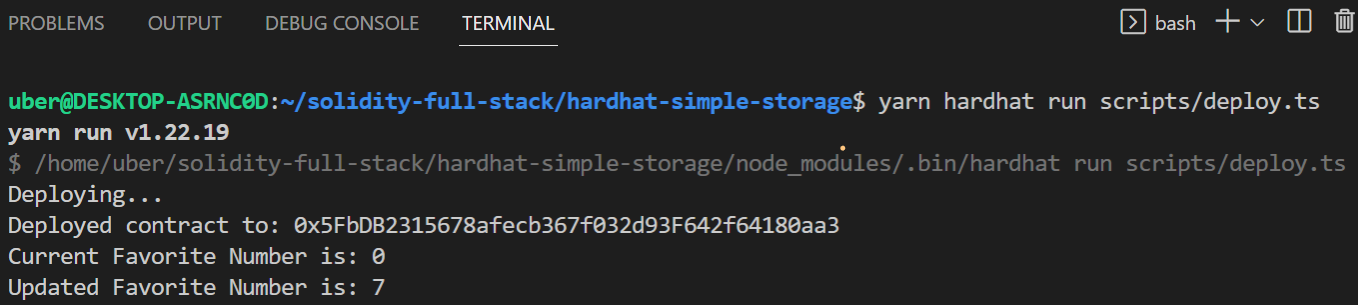 PROBLEMS OUTPUT DEBUG CONSOLE TERMINAL bash
uber@DESKTOP-ASRNC0D:~/solidity-full-stack/hardhat-simple-storage$ yarn hardhat run scripts/deploy.ts
yarn run v1.22.19
$ /home/uber/solidity-full-stack/hardhat-simple-storage/node_modules/.bin/hardhat run scripts/deploy.ts
Deploying...
Deployed contract to: 0x5FbDB2315678afecb367f032d93F642f64180aa3
Current Favorite Number is: 0
Updated Favorite Number is: 7